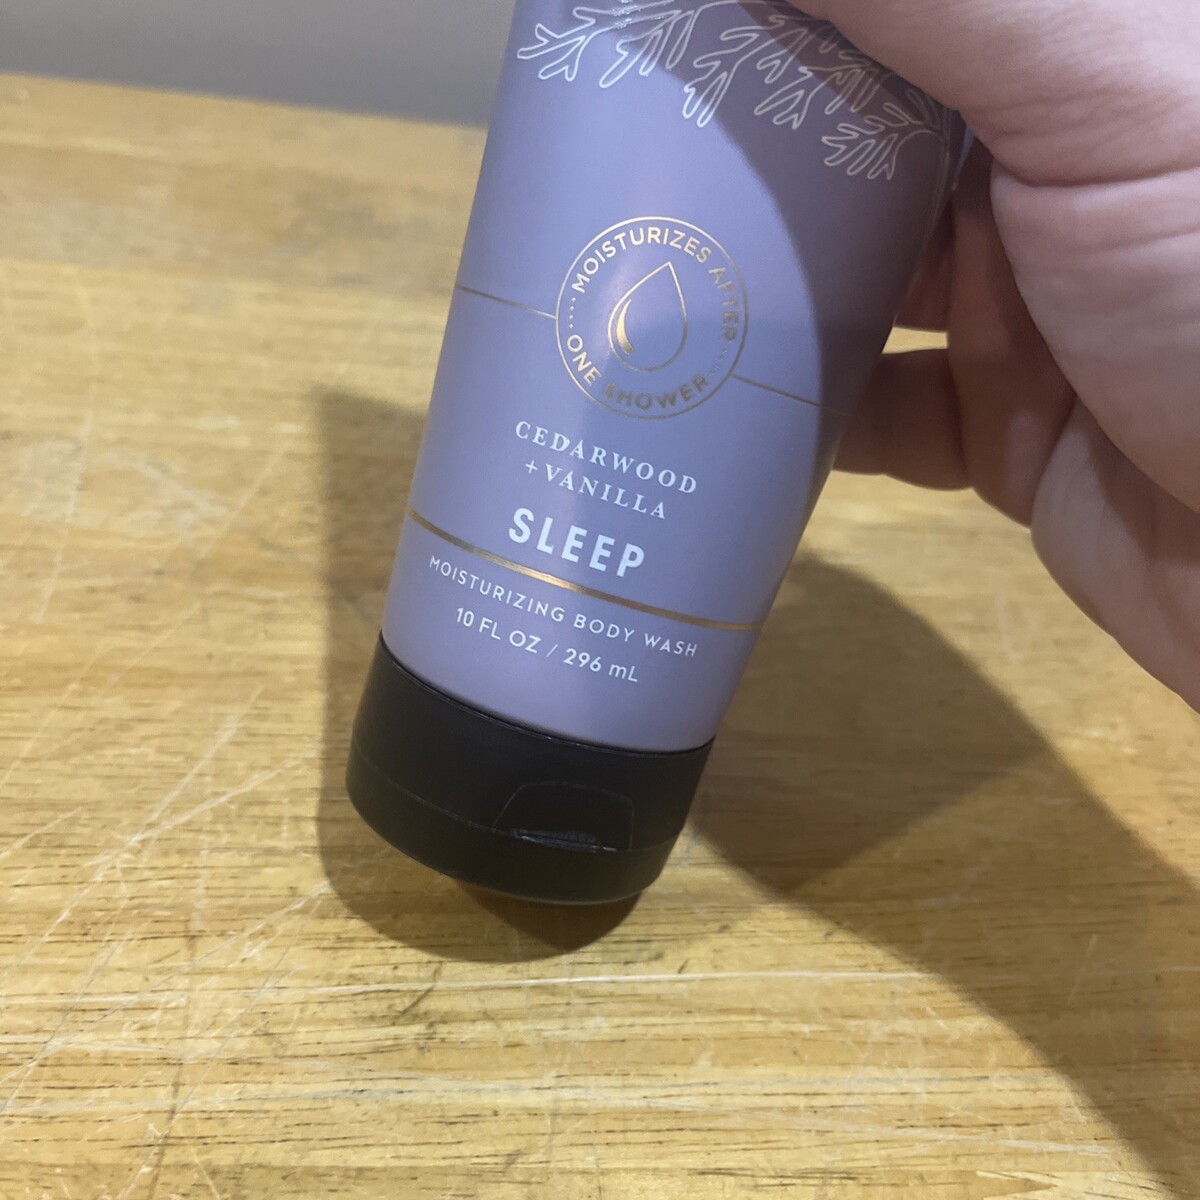 MOISTURIZES AFTER
ONE SHOWER
CEDARWOOD
+ VANILLA
SLEEP
MOISTURIZING BODY WASH
10 FL OZ / 296 mL